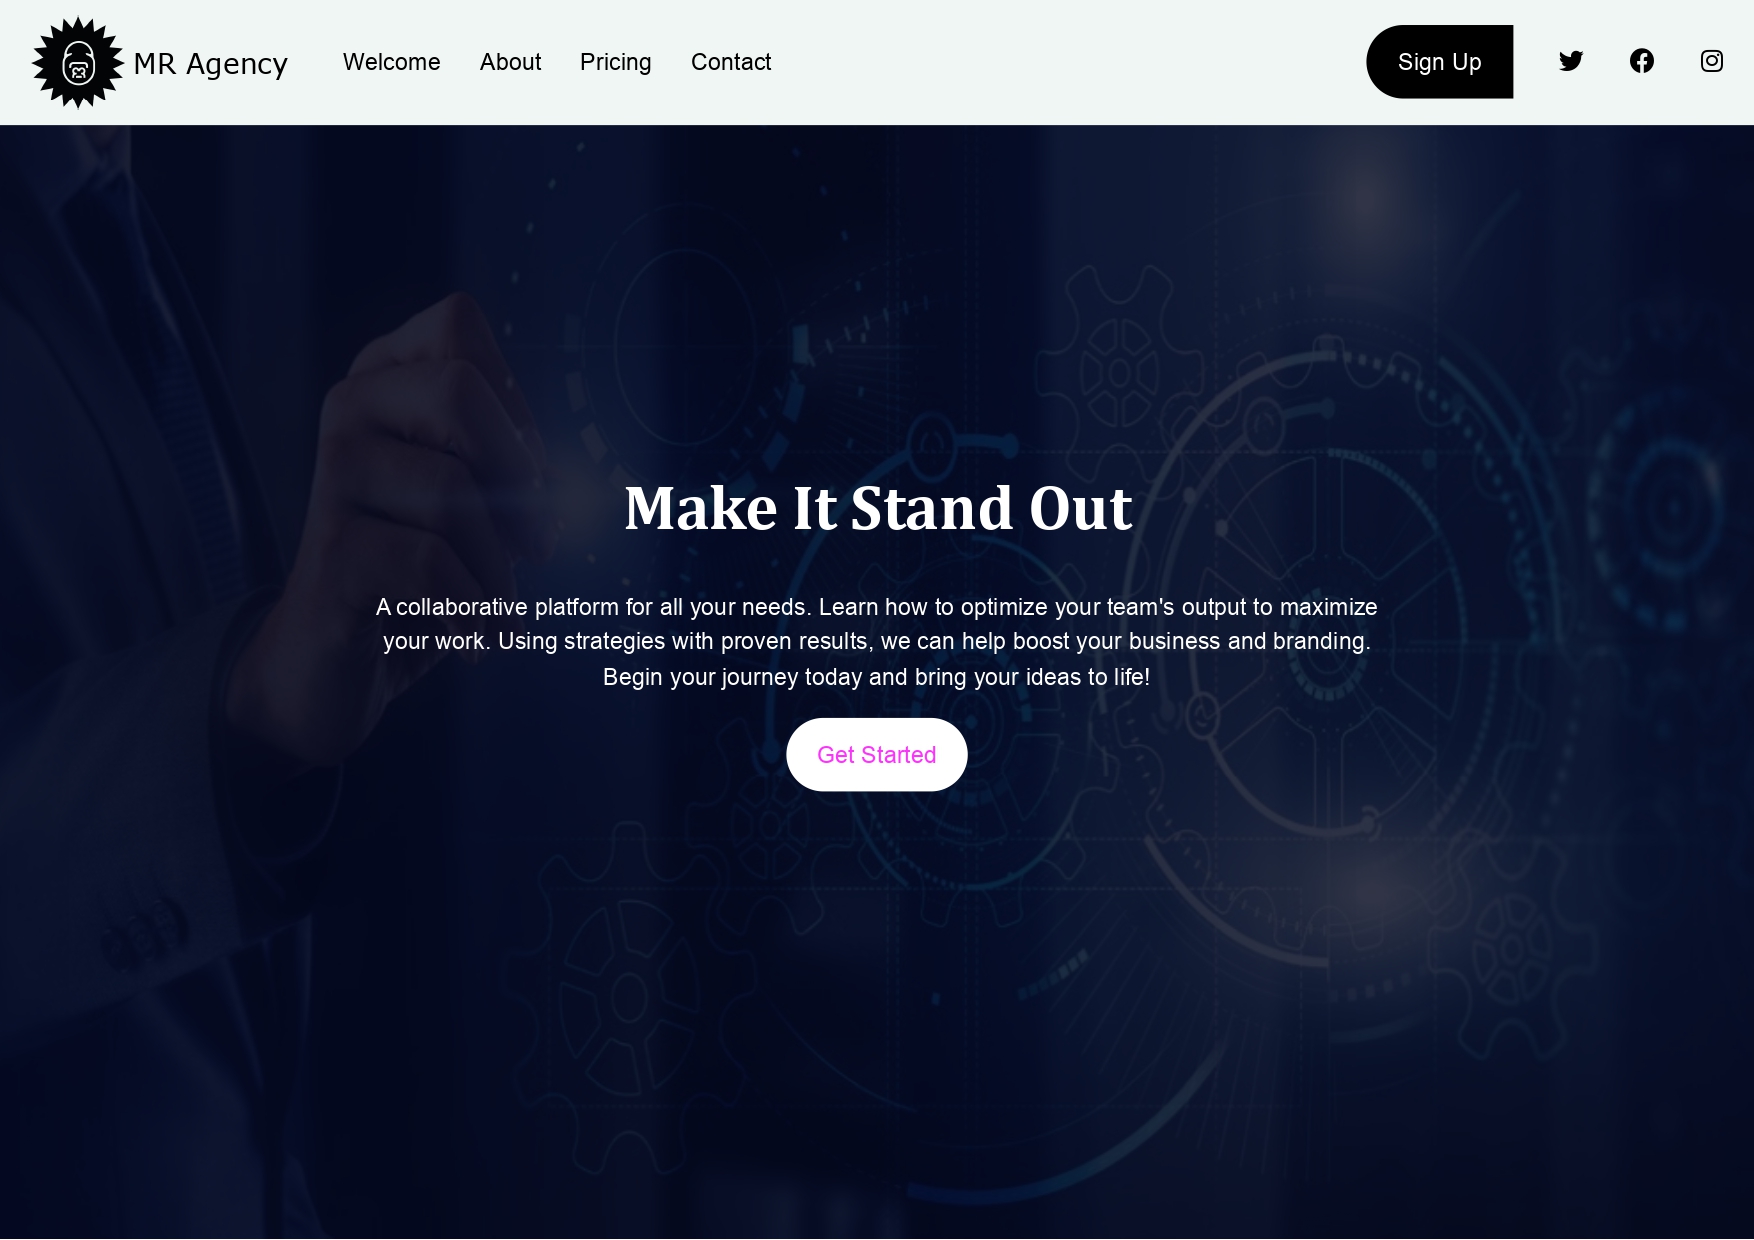 MR Agency
Welcome About Pricing Contact
Sign Up
Make It Stand Out
A collaborative platform for all your needs. Learn how to optimize your team's output to maximize
your work. Using strategies with proven results, we can help boost your business and branding.
Begin your journey today and bring your ideas to life!
Get Started